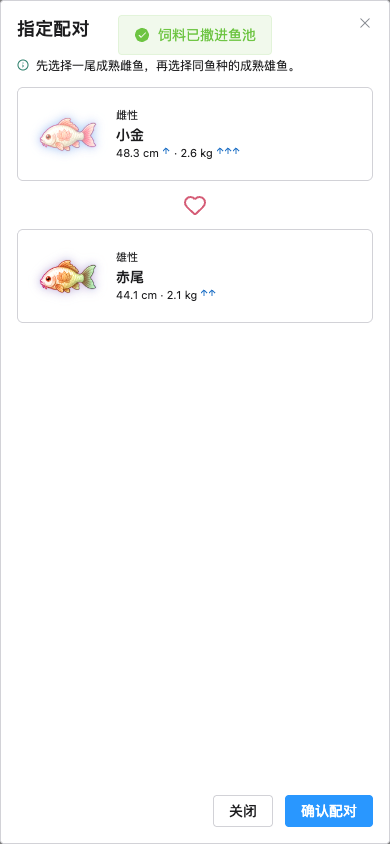 指定配对
饲料已撒进鱼池
先选择一尾成熟雌鱼，再选择同鱼种的成熟雄鱼。
雌性
小金
48.3 cm ↑ · 2.6 kg ↑↑↑
雄性
赤尾
44.1 cm · 2.1 kg ↑↑
关闭
确认配对